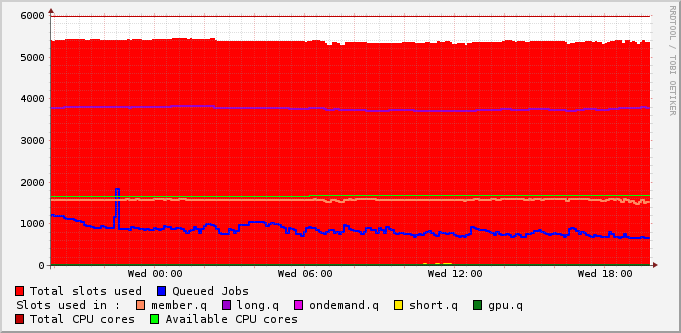 6000
5000
4000
3000
2000
1000
0
Wed 00:00 Wed 06:00 Wed 12:00 Wed 18:00
Total slots used Queued Jobs
Slots used in : member.q long.q ondemand.q short.q gpu.q
Total CPU cores Available CPU cores
RRDTOOL / TOBI OETIKER